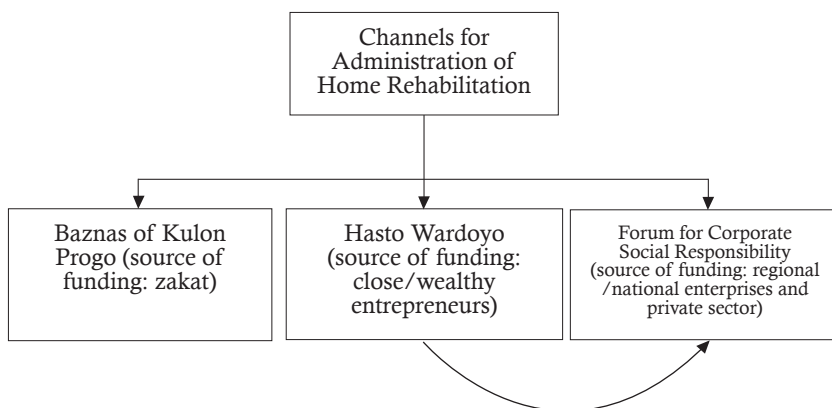 Channels for
Administration of
Home Rehabilitation
Baznas of Kulon
Progo (source of
funding: zakat)
Hasto Wardoyo
(source of funding:
close/wealthy
entrepreneurs)
Forum for Corporate
Social Responsibility
(source of funding: regional
/national enterprises and
private sector)